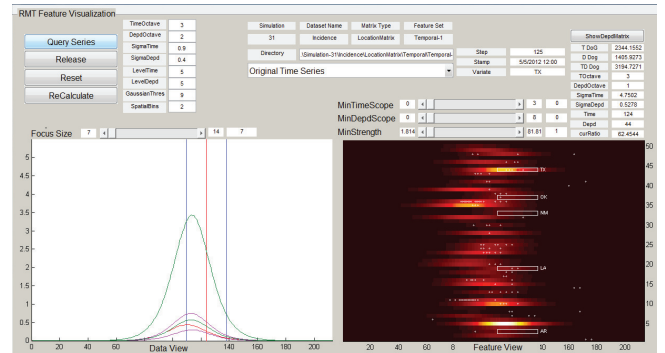 RMT Feature Visualization
Query Series
Release
Reset
ReCalculate
TimeOctave 3
DepdOctave 2
SigmaTime 0.9
SigmaDepd 0.4
LevelTime 5
LevelDepd 5
GaussianThres 9
SpatialBins 2
Simulation Dataset Name Matrix Type Feature Set
31 Incidence LocationMatrix Temporal-1
Directory \Simulation-31\Incidence\LocationMatrix\Temporal\Temporal-
Original Time Series
Step 125
Stamp 5/5/2012 12:00
Variate TX
ShowDepdMatrix
T DoG 2344.1552
D Dog 1405.9273
TD Dog 3194.7271
TOctave 3
DepdOctave 1
SigmaTime 4.7502
SigmaDepd 0.5278
Time 124
Depd 44
curRatio 62.4544
MinTimeScope 0 3 0
MinDepdScope 0 8 0
MinStrength 1.814 81.81 1
Focus Size 7 14 7
5
4.5
4
3.5
3
2.5
2
1.5
1
0.5
0
0 20 40 60 Data View 140 160 180 200
50
45
40
35
30
25
20
15
10
5
TX
OK
NM
LA
AR
20 40 60 8 Feature View 40 160 180 200